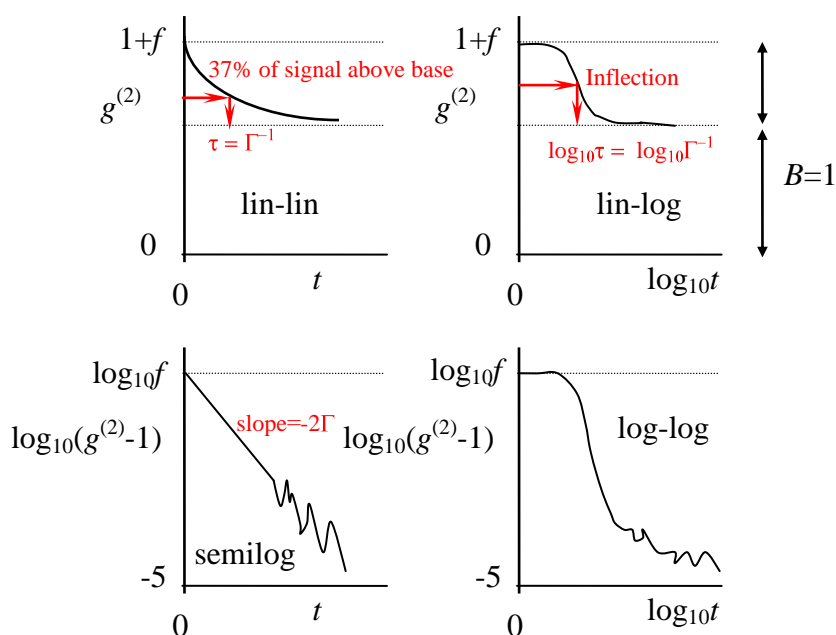 1+f
37% of signal above base
g(2)
τ = Γ⁻¹
lin-lin
0
0
t
1+f
Inflection
g(2)
log₁₀τ = log₁₀Γ⁻¹
lin-log
0
0
log₁₀t
B=1
log₁₀f
slope=-2Γ
log₁₀(g(2)-1)
semilog
-5
0
t
log₁₀f
log-log
log₁₀(g(2)-1)
-5
0
log₁₀t